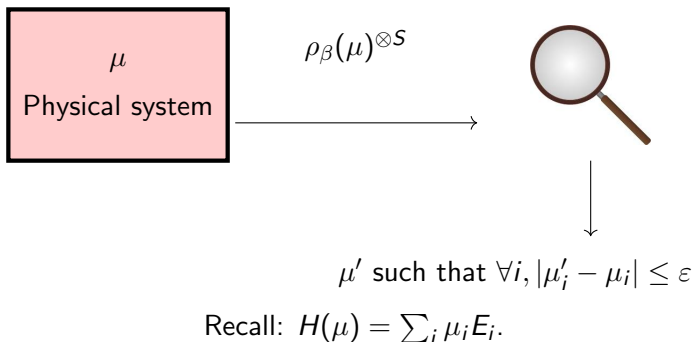 μ
Physical system
ρ_β(μ)^{⊗S}
μ′ such that ∀i, |μ′_i − μ_i| ≤ ε
Recall: H(μ) = ∑_i μ_i E_i.